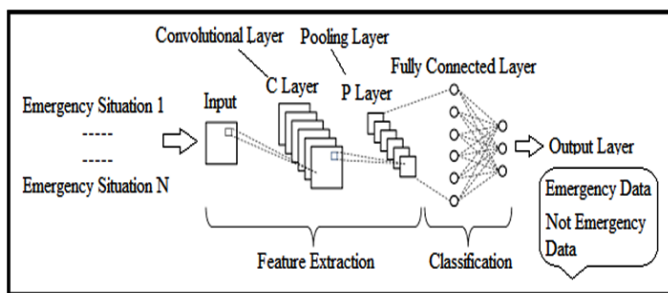 Convolutional Layer
Pooling Layer
Fully Connected Layer
C Layer
P Layer
Input
Emergency Situation 1
Emergency Situation N
Output Layer
Emergency Data
Not Emergency
Data
Feature Extraction
Classification